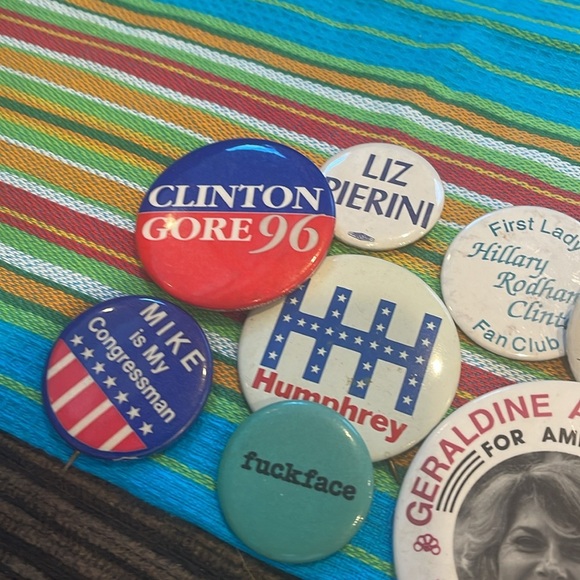 CLINTON
GORE 96
LIZ
PIERINI
First Lady
Hillary
Rodham
Clinton
Fan Club
MIKE
is My
Congressman
Humphrey
fuckface
GERALDINE
FOR AM